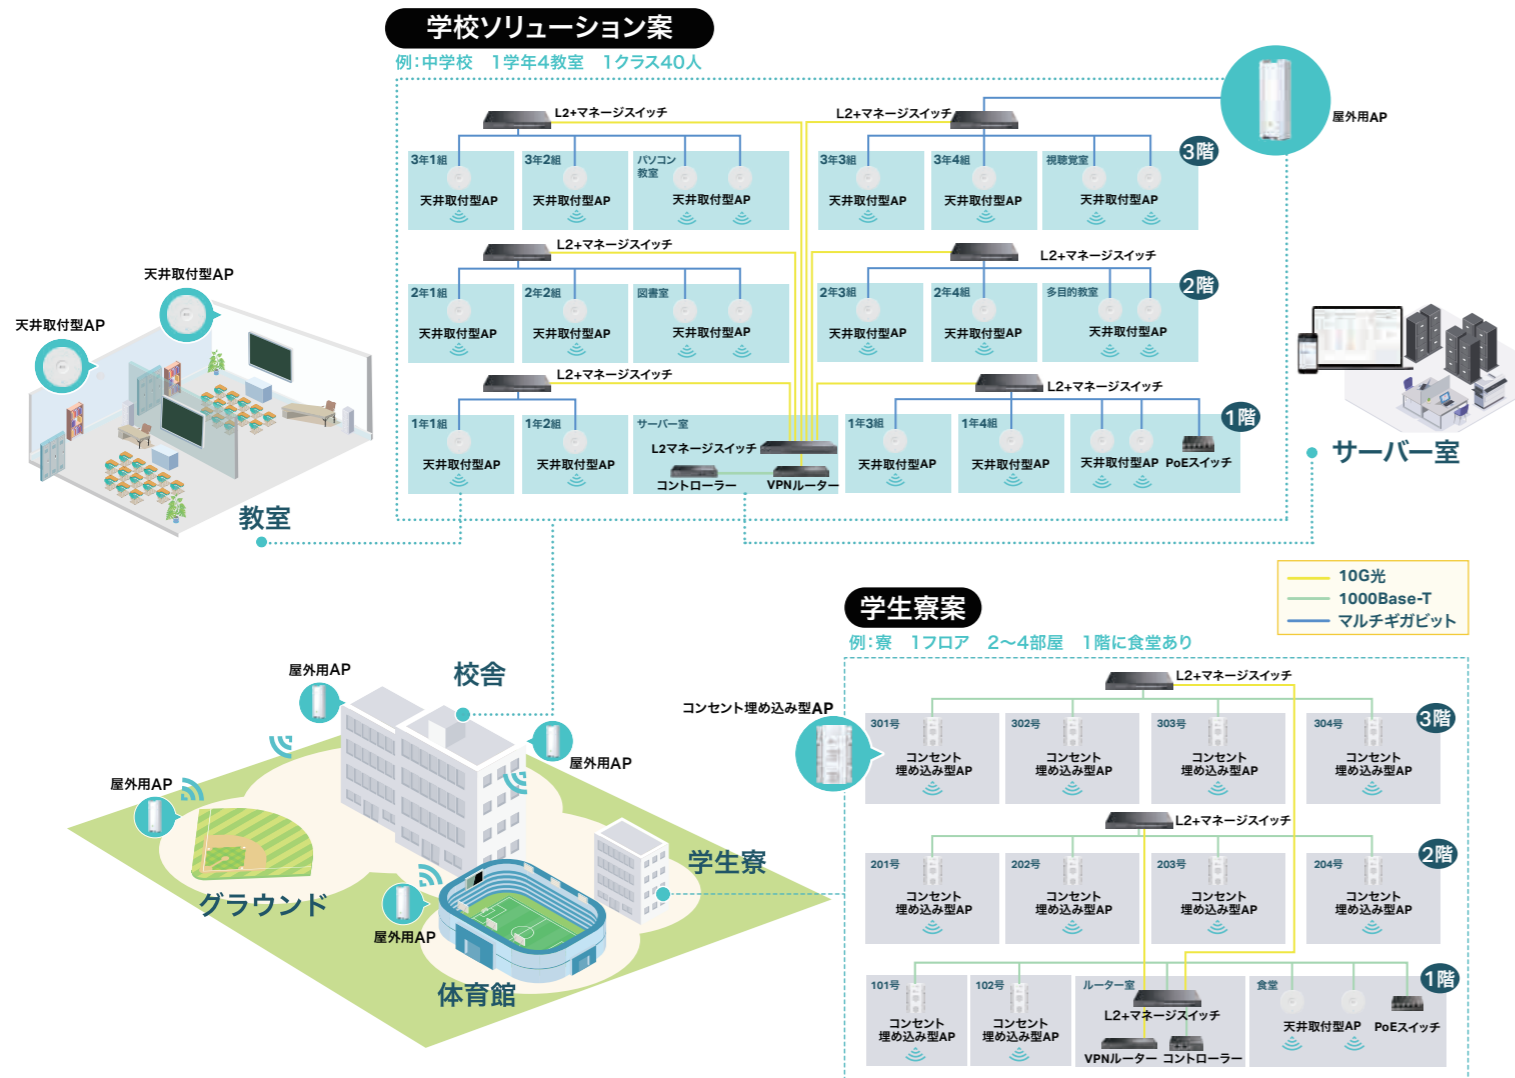 学校ソリューション案
例：中学校　1学年4教室　1クラス40人
L2+マネージスイッチ
L2+マネージスイッチ
屋外用AP
3階
3年1組
3年2組
パソコン
教室
3年3組
3年4組
視聴覚室
天井取付型AP
天井取付型AP
天井取付型AP
天井取付型AP
天井取付型AP
天井取付型AP
L2+マネージスイッチ
L2+マネージスイッチ
2階
2年1組
2年2組
図書室
2年3組
2年4組
多目的教室
天井取付型AP
天井取付型AP
天井取付型AP
天井取付型AP
天井取付型AP
天井取付型AP
L2+マネージスイッチ
L2+マネージスイッチ
1階
1年1組
1年2組
サーバー室
1年3組
1年4組
L2マネージスイッチ
天井取付型AP
天井取付型AP
コントローラー
VPNルーター
天井取付型AP
天井取付型AP
天井取付型AP
PoEスイッチ
天井取付型AP
天井取付型AP
教室
サーバー室
10G光
1000Base-T
マルチギガビット
校舎
屋外用AP
屋外用AP
屋外用AP
グラウンド
屋外用AP
体育館
学生寮
学生寮案
例：寮　1フロア　2〜4部屋　1階に食堂あり
コンセント埋め込み型AP
L2+マネージスイッチ
3階
301号
302号
303号
304号
コンセント
埋め込み型AP
コンセント
埋め込み型AP
コンセント
埋め込み型AP
コンセント
埋め込み型AP
L2+マネージスイッチ
2階
201号
202号
203号
204号
コンセント
埋め込み型AP
コンセント
埋め込み型AP
コンセント
埋め込み型AP
コンセント
埋め込み型AP
1階
101号
102号
ルーター室
食堂
コンセント
埋め込み型AP
コンセント
埋め込み型AP
L2+マネージスイッチ
VPNルーター
コントローラー
天井取付型AP
PoEスイッチ